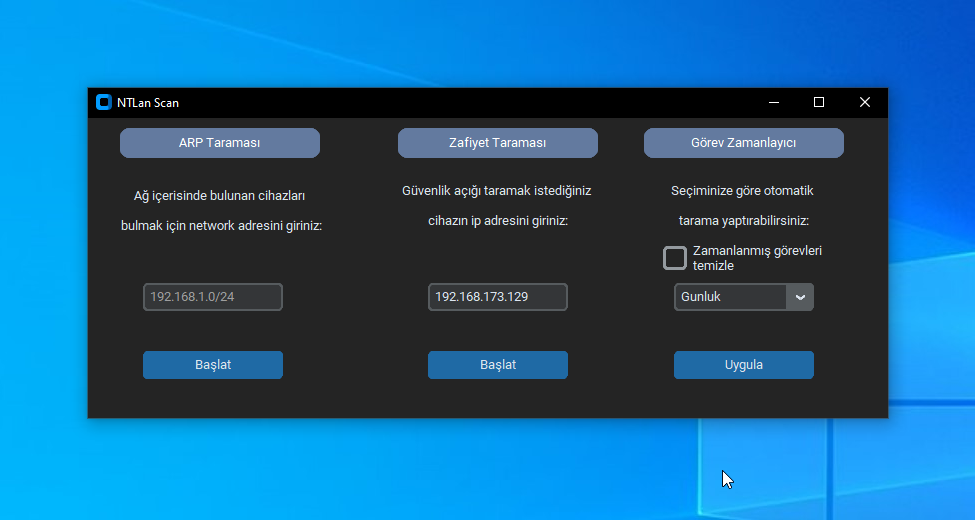 NTLan Scan
ARP Taraması
Ağ içerisinde bulunan cihazları
bulmak için network adresini giriniz:
192.168.1.0/24
Başlat
Zafiyet Taraması
Güvenlik açığı taramak istediğiniz
cihazın ip adresini giriniz:
192.168.173.129
Başlat
Görev Zamanlayıcı
Seçiminize göre otomatik
tarama yaptırabilirsiniz:
Zamanlanmış görevleri
temizle
Gunluk
Uygula